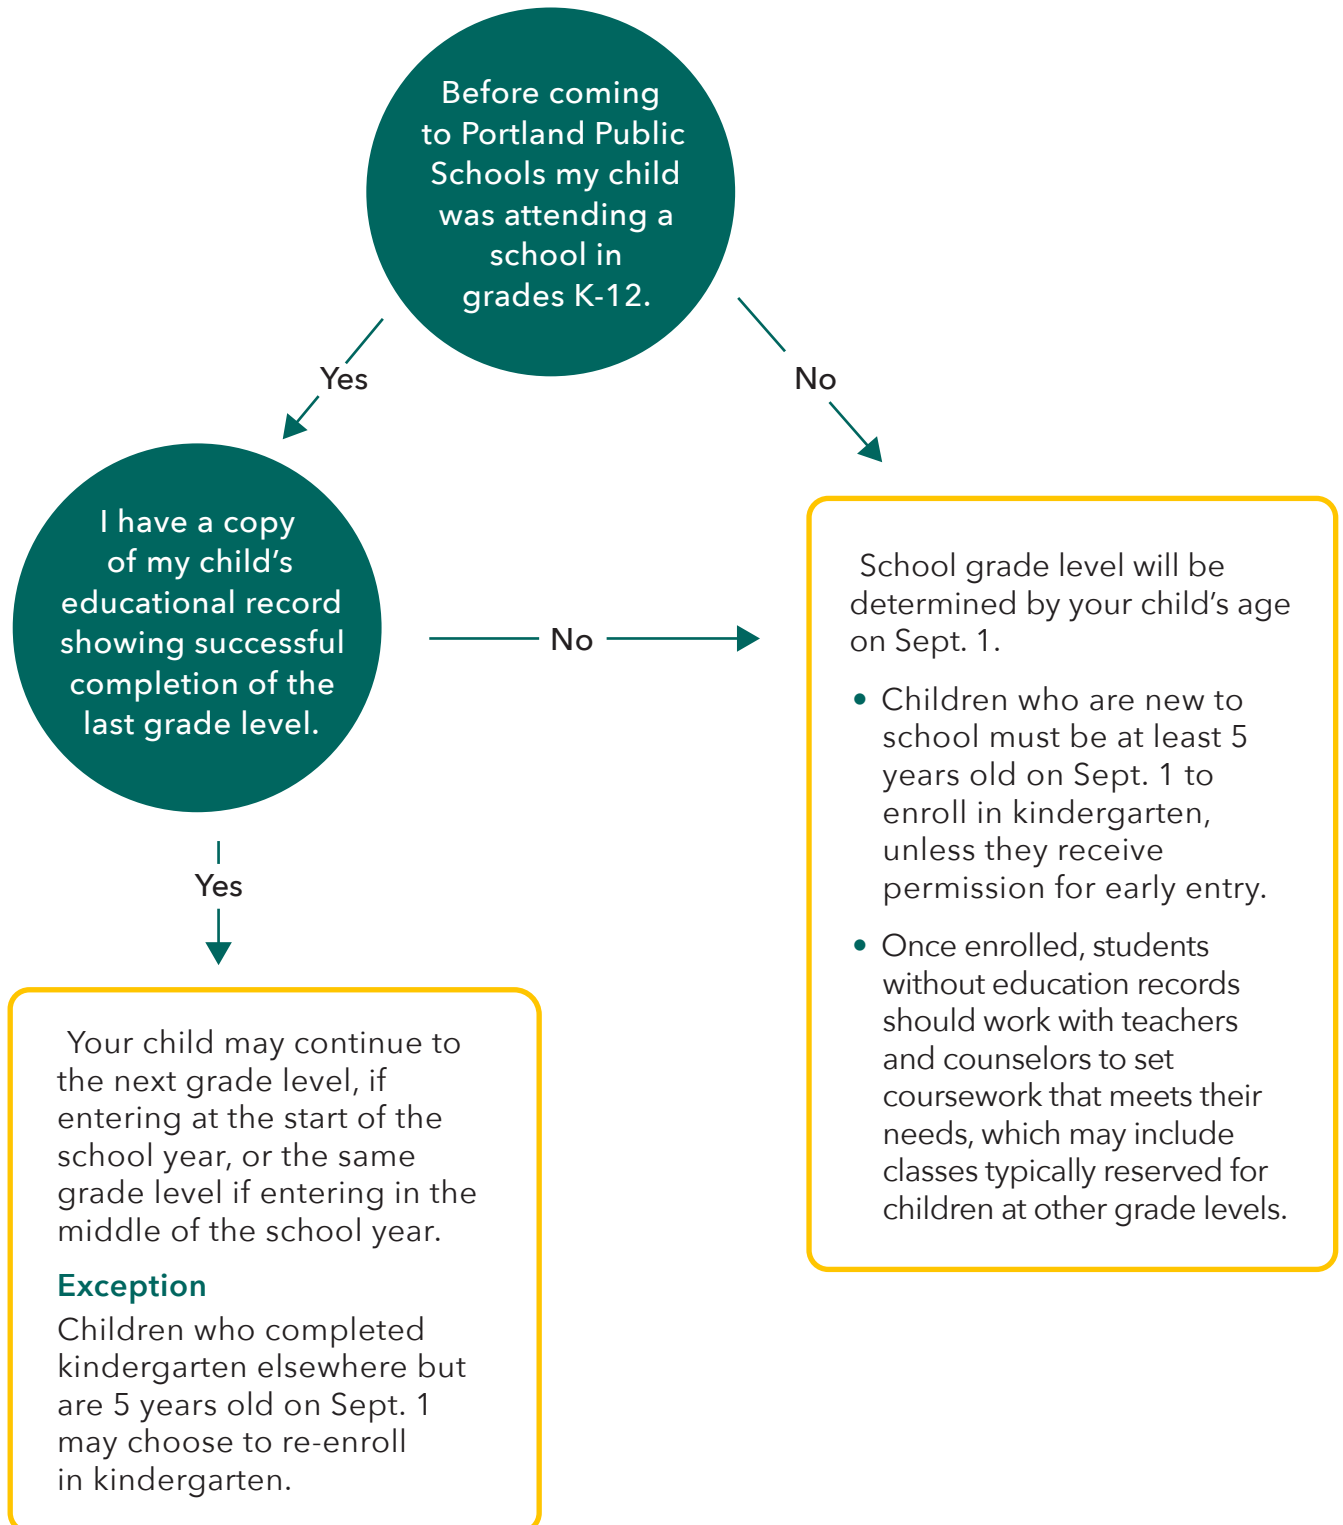 Before coming
to Portland Public
Schools my child
was attending a
school in
grades K-12.
Yes
No
I have a copy
of my child’s
educational record
showing successful
completion of the
last grade level.
No
School grade level will be
determined by your child’s age
on Sept. 1.
• Children who are new to
school must be at least 5
years old on Sept. 1 to
enroll in kindergarten,
unless they receive
permission for early entry.
• Once enrolled, students
without education records
should work with teachers
and counselors to set
coursework that meets their
needs, which may include
classes typically reserved for
children at other grade levels.
Yes
Your child may continue to
the next grade level, if
entering at the start of the
school year, or the same
grade level if entering in the
middle of the school year.
Exception
Children who completed
kindergarten elsewhere but
are 5 years old on Sept. 1
may choose to re-enroll
in kindergarten.